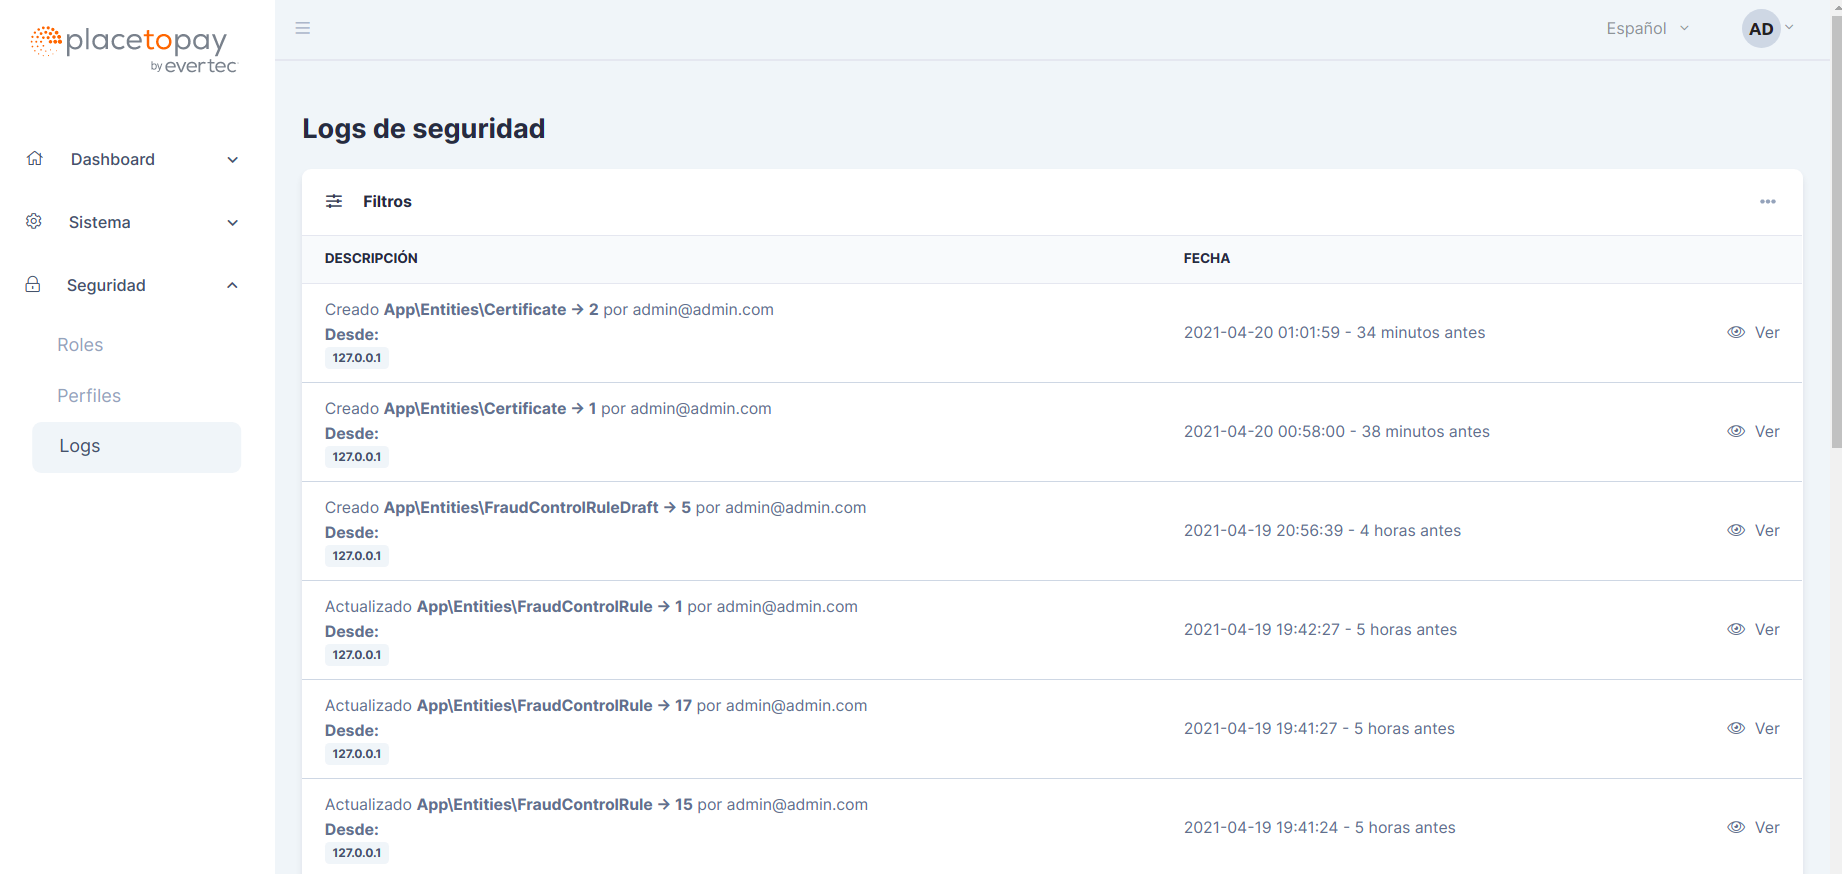 placetopay
by evertec
Español
AD
Dashboard
Sistema
Seguridad
Roles
Perfiles
Logs
Logs de seguridad
Filtros
DESCRIPCIÓN FECHA
Creado App\Entities\Certificate → 2 por admin@admin.com
Desde:
127.0.0.1
2021-04-20 01:01:59 - 34 minutos antes
Ver
Creado App\Entities\Certificate → 1 por admin@admin.com
Desde:
127.0.0.1
2021-04-20 00:58:00 - 38 minutos antes
Ver
Creado App\Entities\FraudControlRuleDraft → 5 por admin@admin.com
Desde:
127.0.0.1
2021-04-19 20:56:39 - 4 horas antes
Ver
Actualizado App\Entities\FraudControlRule → 1 por admin@admin.com
Desde:
127.0.0.1
2021-04-19 19:42:27 - 5 horas antes
Ver
Actualizado App\Entities\FraudControlRule → 17 por admin@admin.com
Desde:
127.0.0.1
2021-04-19 19:41:27 - 5 horas antes
Ver
Actualizado App\Entities\FraudControlRule → 15 por admin@admin.com
Desde:
127.0.0.1
2021-04-19 19:41:24 - 5 horas antes
Ver